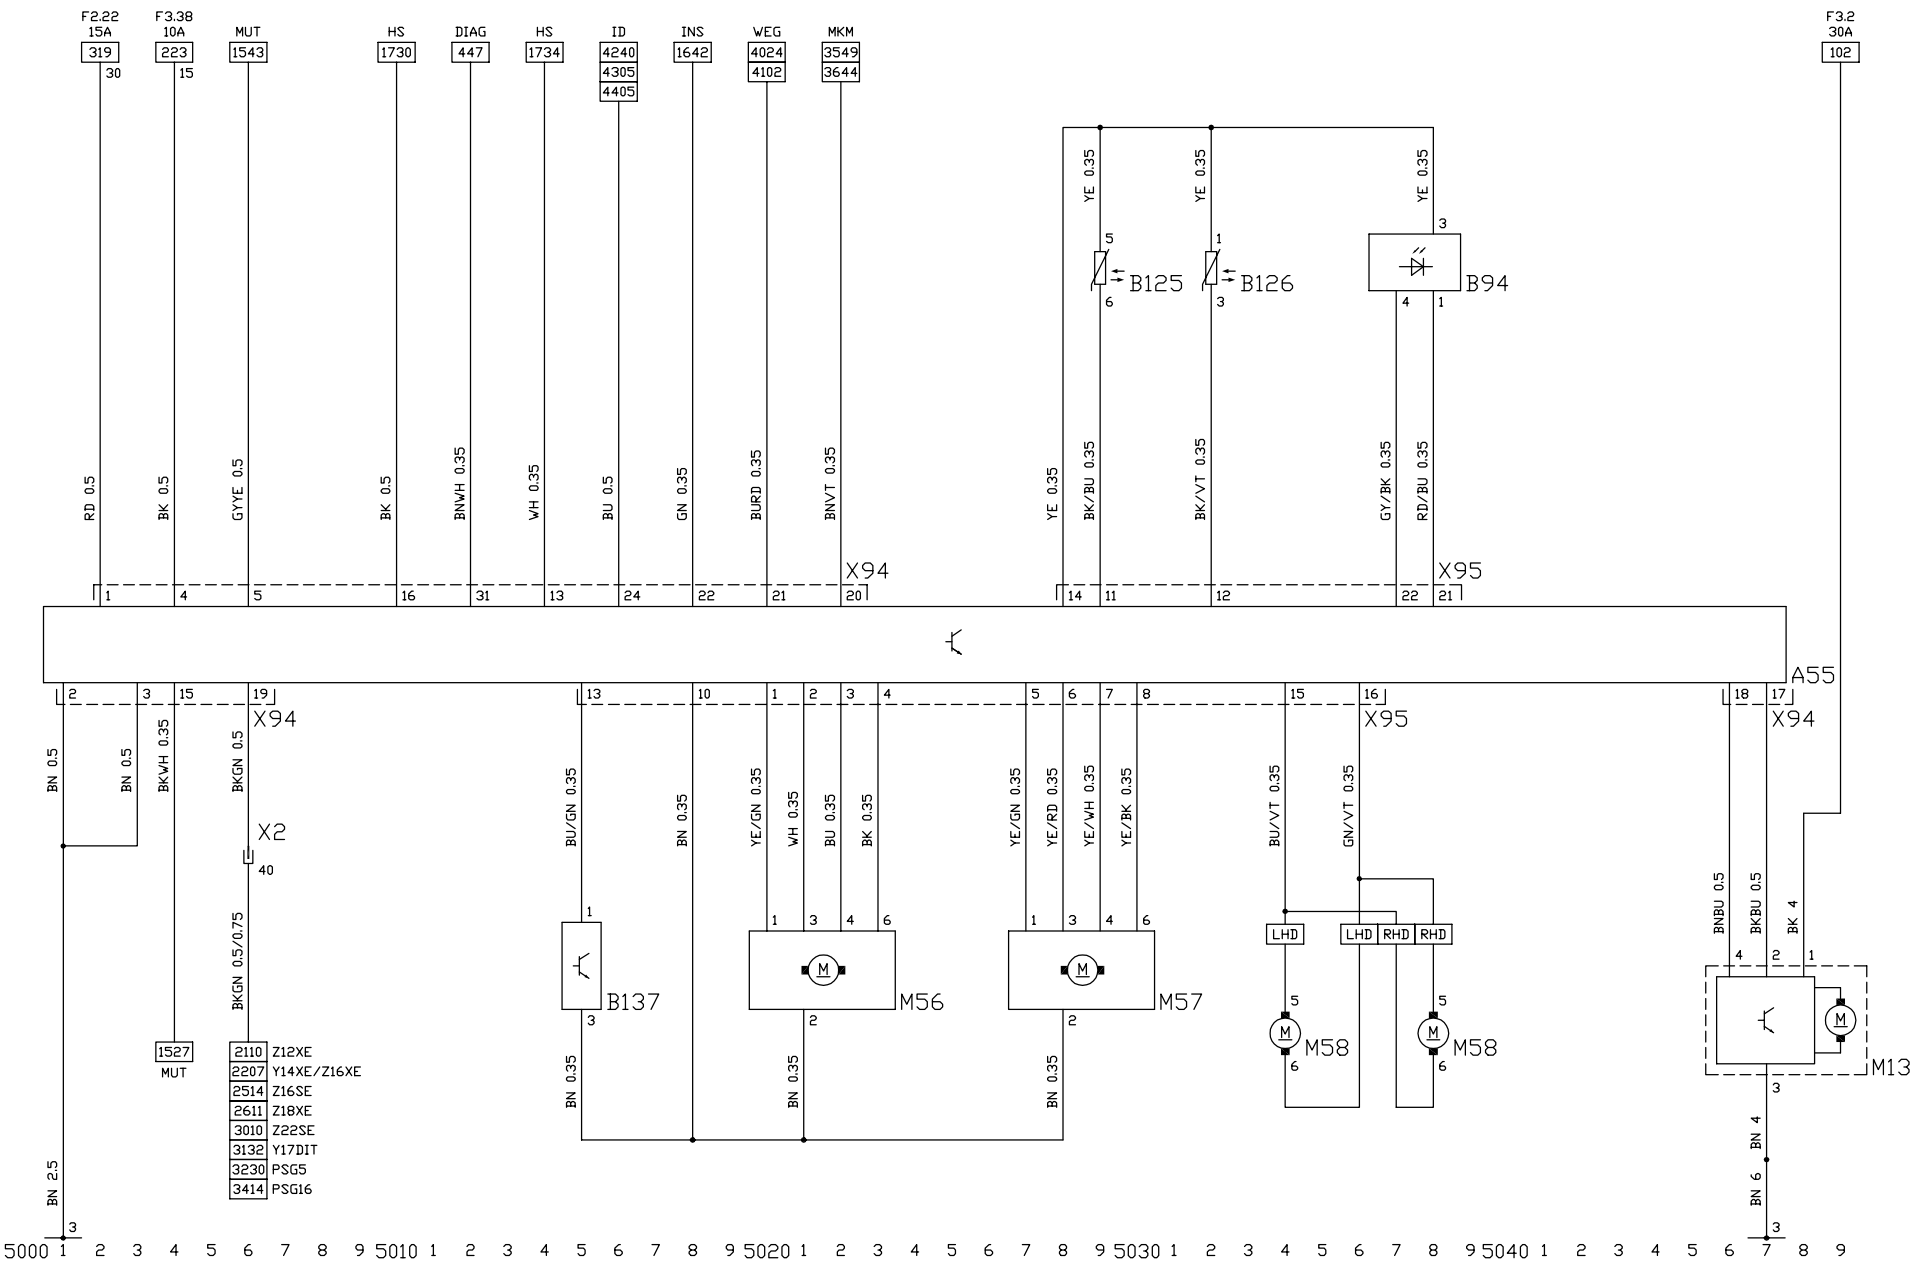 F2.22 F3.38 F3.2
15A 10A MUT HS DIAG HS ID INS WEG MKM 30A
319 223 1543 1730 447 1734 4240 1642 4024 3549 102
30 15 4305 4102 3644
4405
YE 0.35 YE 0.35 YE 0.35
3
5 1
B125 B126 B94
6 3 4 1
RD 0.5 BK 0.5 GYYE 0.5 BK 0.5 BNWH 0.35 WH 0.35 BU 0.5 GN 0.35 BURD 0.35 BNVT 0.35 YE 0.35 BK/BU 0.35 BK/VT 0.35 GY/BK 0.35 RD/BU 0.35
X94 X95
1 4 5 16 31 13 24 22 21 20 14 11 12 22 21
A55
2 3 15 19 13 10 1 2 3 4 5 6 7 8 15 16 18 17
X94 X95 X94
BN 0.5 BN 0.5 BKWH 0.35 BKGN 0.5 BU/GN 0.35 BN 0.35 YE/GN 0.35 WH 0.35 BU 0.35 BK 0.35 YE/GN 0.35 YE/RD 0.35 YE/WH 0.35 YE/BK 0.35 BU/VT 0.35 GN/VT 0.35
X2
40
BKGN 0.5/0.75 BNBU 0.5 BKBU 0.5 BK 4
1 1 3 4 6 1 3 4 6
LHD LHD RHD RHD
4 2 1
M M
B137 M56 M57
3 2 2
5 5
M M M
M58 M58
6 6
M13
3
1527 2110 Z12XE
MUT 2207 Y14XE/Z16XE
2514 Z16SE
2611 Z18XE
3010 Z22SE
3132 Y17DIT
3230 PSG5
3414 PSG16
BN 0.35 BN 0.35 BN 0.35
BN 4
BN 2.5 BN 6
3 3
5000 1 2 3 4 5 6 7 8 9 5010 1 2 3 4 5 6 7 8 9 5020 1 2 3 4 5 6 7 8 9 5030 1 2 3 4 5 6 7 8 9 5040 1 2 3 4 5 6 7 8 9